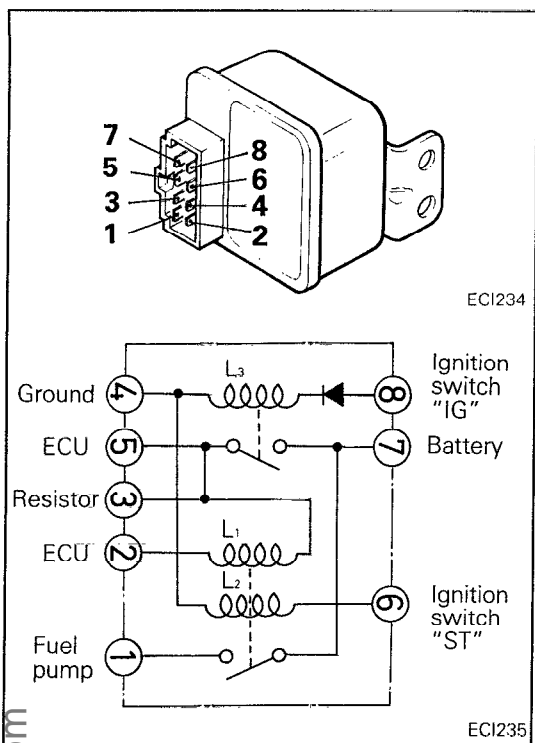 7
8
5
6
3
4
1
2
ECI234
L3
Ground 4
8 Ignition
switch
"IG"
ECU 5
7 Battery
Resistor 3
L1
ECU 2
L2
6 Ignition
switch
"ST"
Fuel
pump 1
m
ECI235